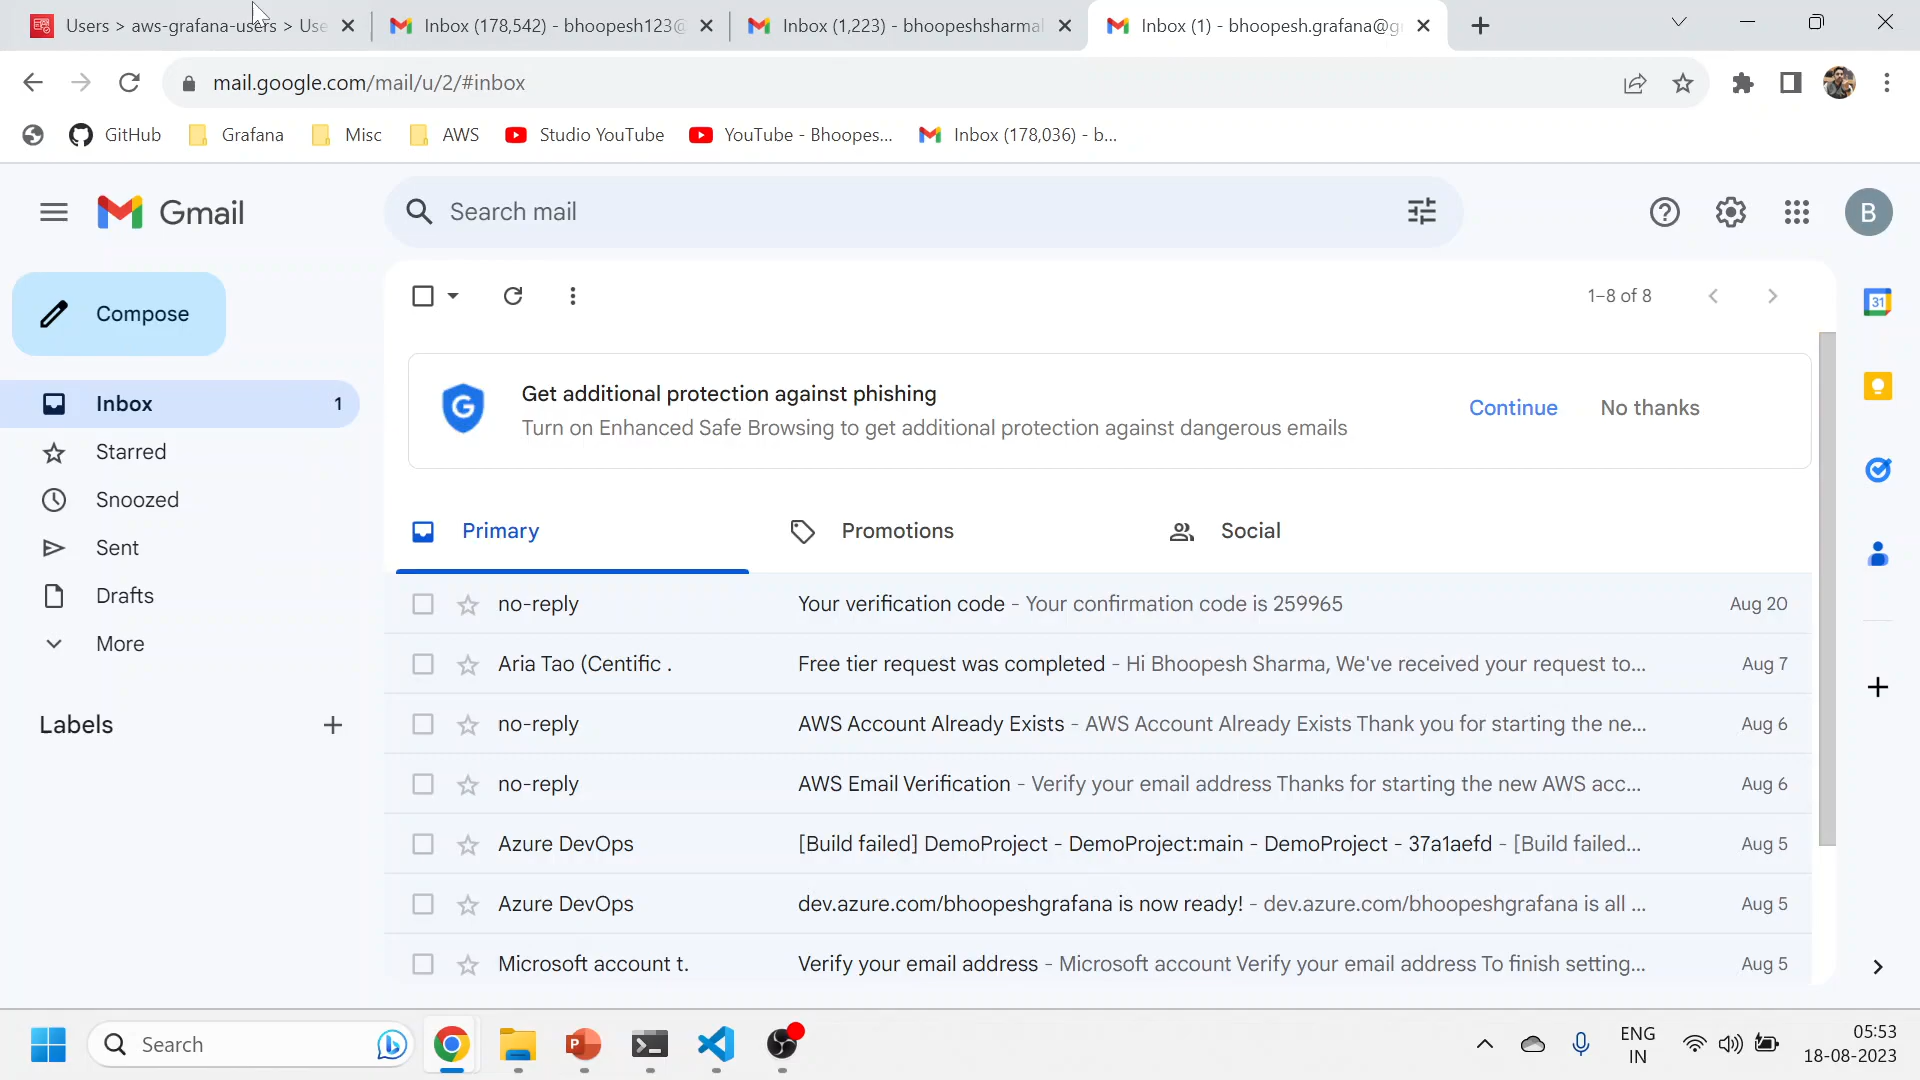 Users > aws-grafana-users > Use
Inbox (178,542) - bhoopesh123@
Inbox (1,223) - bhoopeshsharmal
Inbox (1) - bhoopesh.grafana@g
mail.google.com/mail/u/2/#inbox
GitHub
Grafana
Misc
AWS
Studio YouTube
YouTube - Bhoopes...
Inbox (178,036) - b...
Gmail
Search mail
B
Compose
1–8 of 8
31
Get additional protection against phishing
Turn on Enhanced Safe Browsing to get additional protection against dangerous emails
Continue
No thanks
Inbox 1
Starred
Snoozed
Sent
Drafts
More
Labels
Primary
Promotions
Social
no-reply Your verification code - Your confirmation code is 259965 Aug 20
Aria Tao (Centific . Free tier request was completed - Hi Bhoopesh Sharma, We've received your request to... Aug 7
no-reply AWS Account Already Exists - AWS Account Already Exists Thank you for starting the ne... Aug 6
no-reply AWS Email Verification - Verify your email address Thanks for starting the new AWS acc... Aug 6
Azure DevOps [Build failed] DemoProject - DemoProject:main - DemoProject - 37a1aefd - [Build failed... Aug 5
Azure DevOps dev.azure.com/bhoopeshgrafana is now ready! - dev.azure.com/bhoopeshgrafana is all ... Aug 5
Microsoft account t. Verify your email address - Microsoft account Verify your email address To finish setting... Aug 5
Search
ENG
IN
05:53
18-08-2023